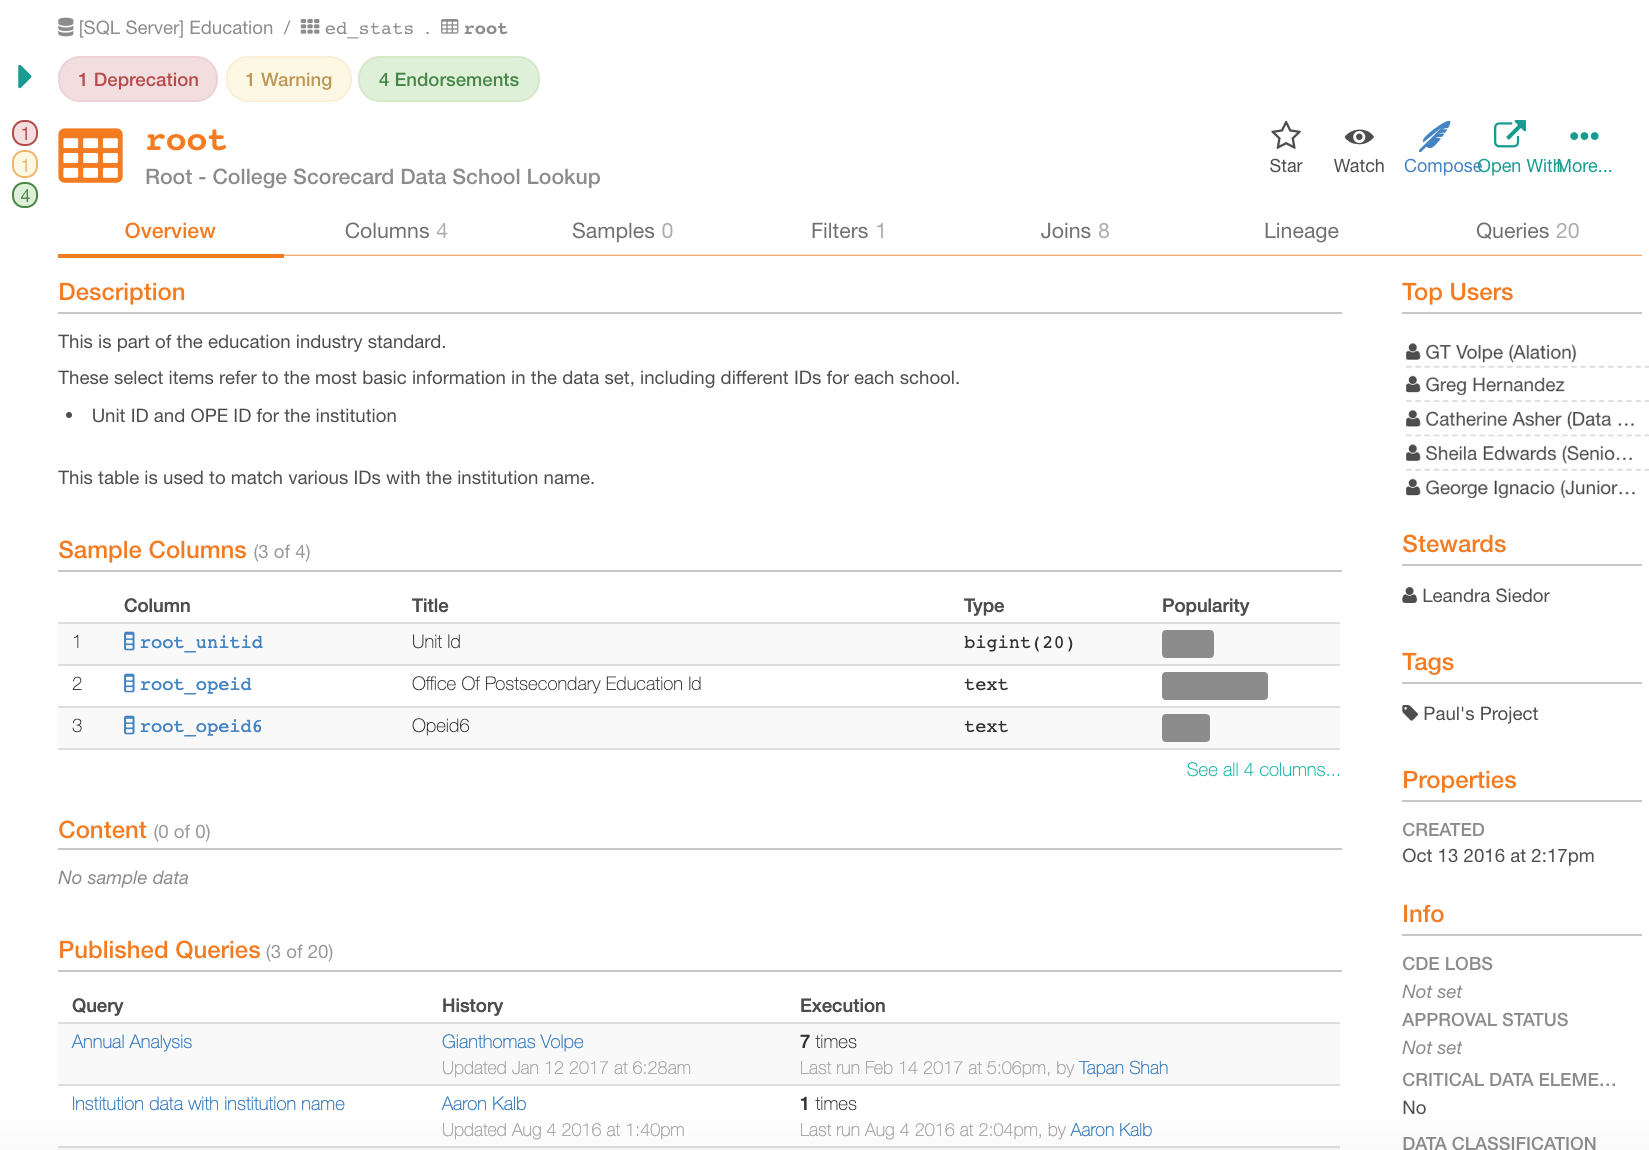 [SQL Server] Education / ed_stats . root
1 Deprecation 1 Warning 4 Endorsements
1
1
4
root
Root - College Scorecard Data School Lookup
Star Watch Compose Open With More...
Overview Columns 4 Samples 0 Filters 1 Joins 8 Lineage Queries 20
Description
This is part of the education industry standard.
These select items refer to the most basic information in the data set, including different IDs for each school.
• Unit ID and OPE ID for the institution
This table is used to match various IDs with the institution name.
Sample Columns (3 of 4)
Column Title Type Popularity
1 root_unitid Unit Id bigint(20)
2 root_opeid Office Of Postsecondary Education Id text
3 root_opeid6 Opeid6 text
See all 4 columns...
Content (0 of 0)
No sample data
Published Queries (3 of 20)
Query History Execution
Annual Analysis Gianthomas Volpe 7 times
Updated Jan 12 2017 at 6:28am Last run Feb 14 2017 at 5:06pm, by Tapan Shah
Institution data with institution name Aaron Kalb 1 times
Updated Aug 4 2016 at 1:40pm Last run Aug 4 2016 at 2:04pm, by Aaron Kalb
Top Users
GT Volpe (Alation)
Greg Hernandez
Catherine Asher (Data ...
Sheila Edwards (Senio...
George Ignacio (Junior...
Stewards
Leandra Siedor
Tags
Paul's Project
Properties
CREATED
Oct 13 2016 at 2:17pm
Info
CDE LOBS
Not set
APPROVAL STATUS
Not set
CRITICAL DATA ELEME...
No
DATA CLASSIFICATION